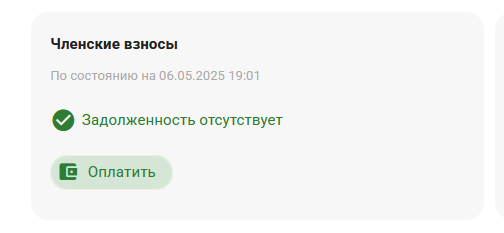 Членские взносы
По состоянию на 06.05.2025 19:01
Задолженность отсутствует
Оплатить